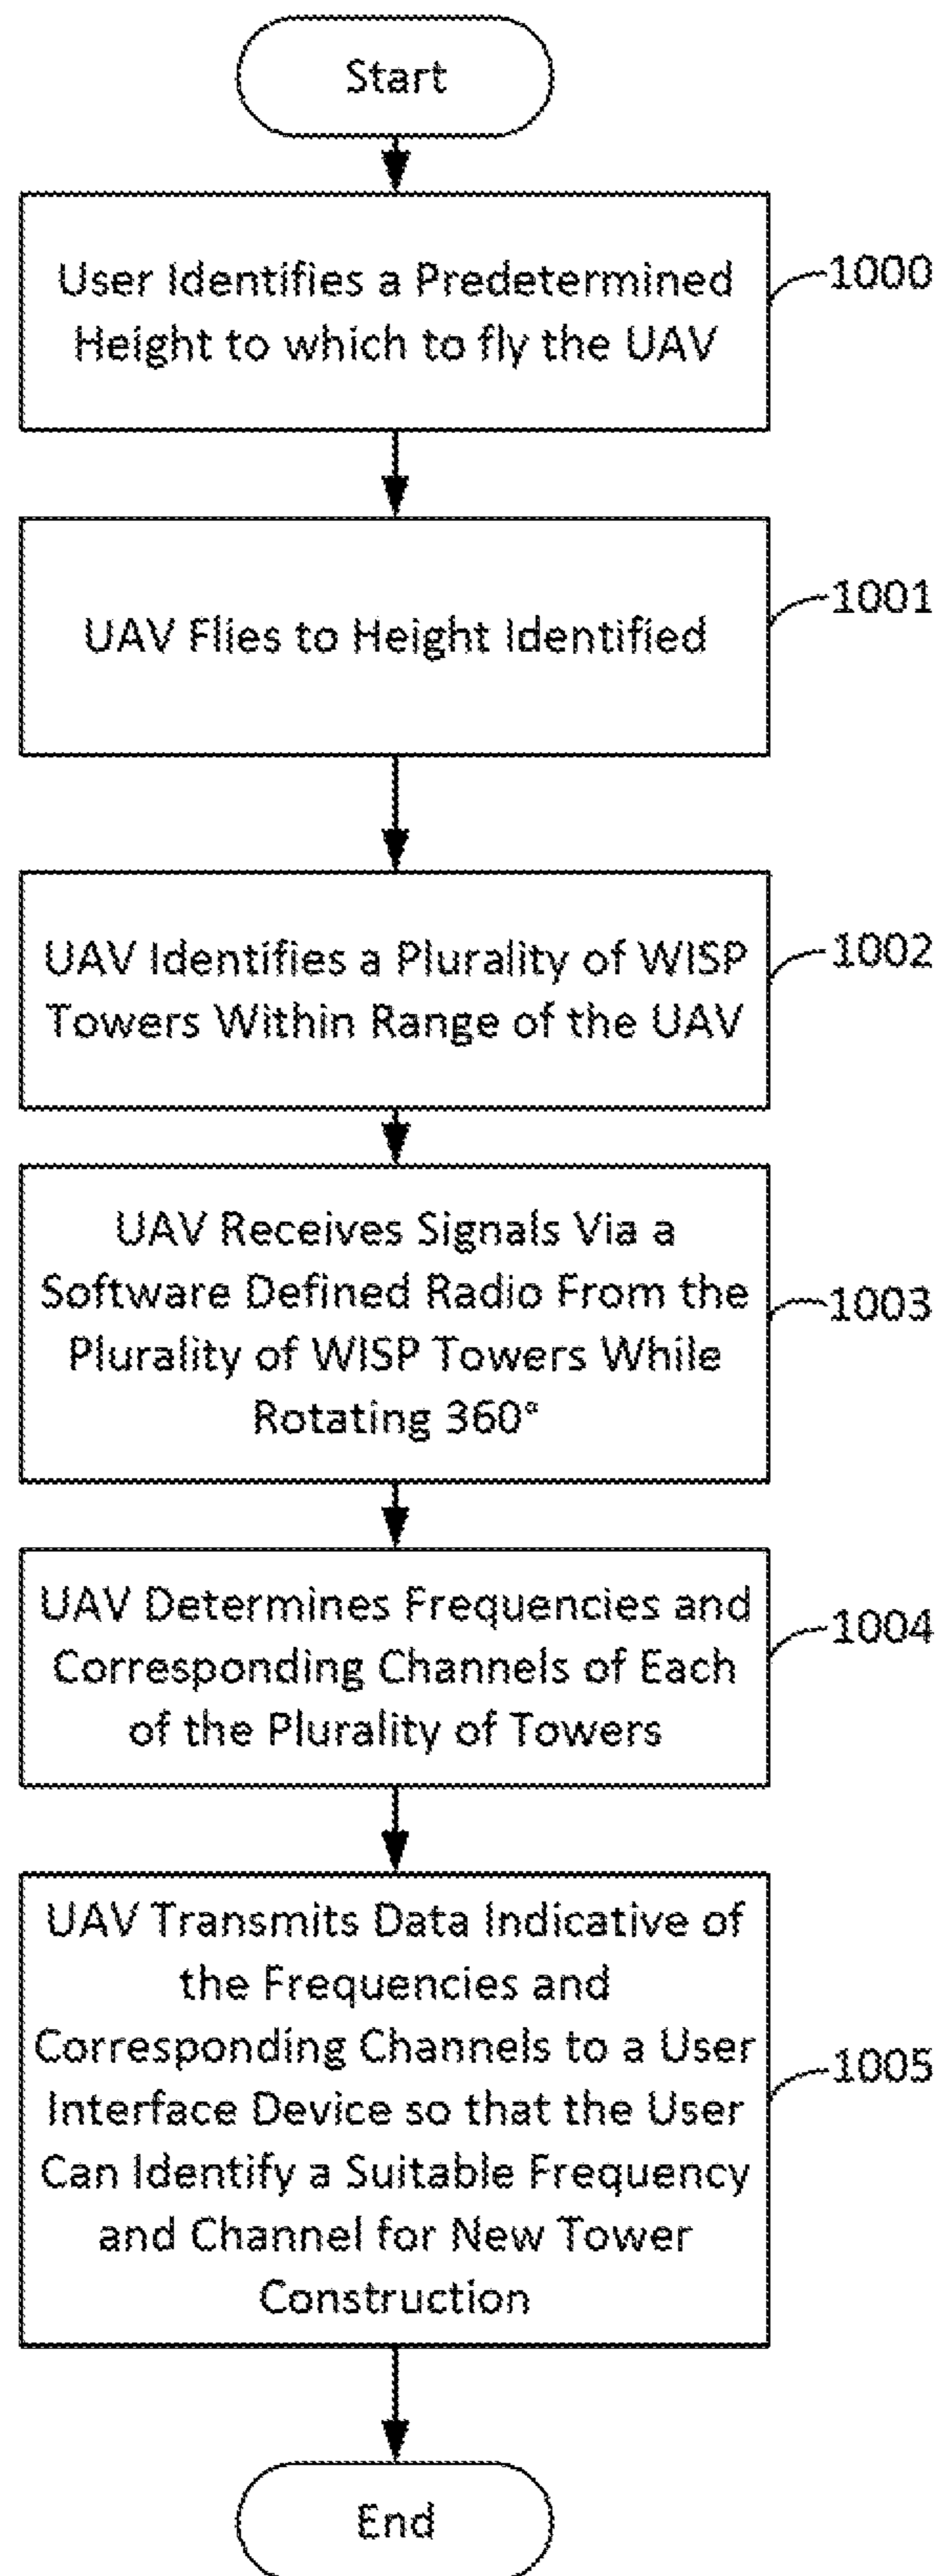 Start
User Identifies a Predetermined
Height to which to fly the UAV
1000
UAV Flies to Height Identified
1001
UAV Identifies a Plurality of WISP
Towers Within Range of the UAV
1002
UAV Receives Signals Via a
Software Defined Radio From the
Plurality of WISP Towers While
Rotating 360°
1003
UAV Determines Frequencies and
Corresponding Channels of Each
of the Plurality of Towers
1004
UAV Transmits Data Indicative of
the Frequencies and
Corresponding Channels to a User
Interface Device so that the User
Can Identify a Suitable Frequency
and Channel for New Tower
Construction
1005
End